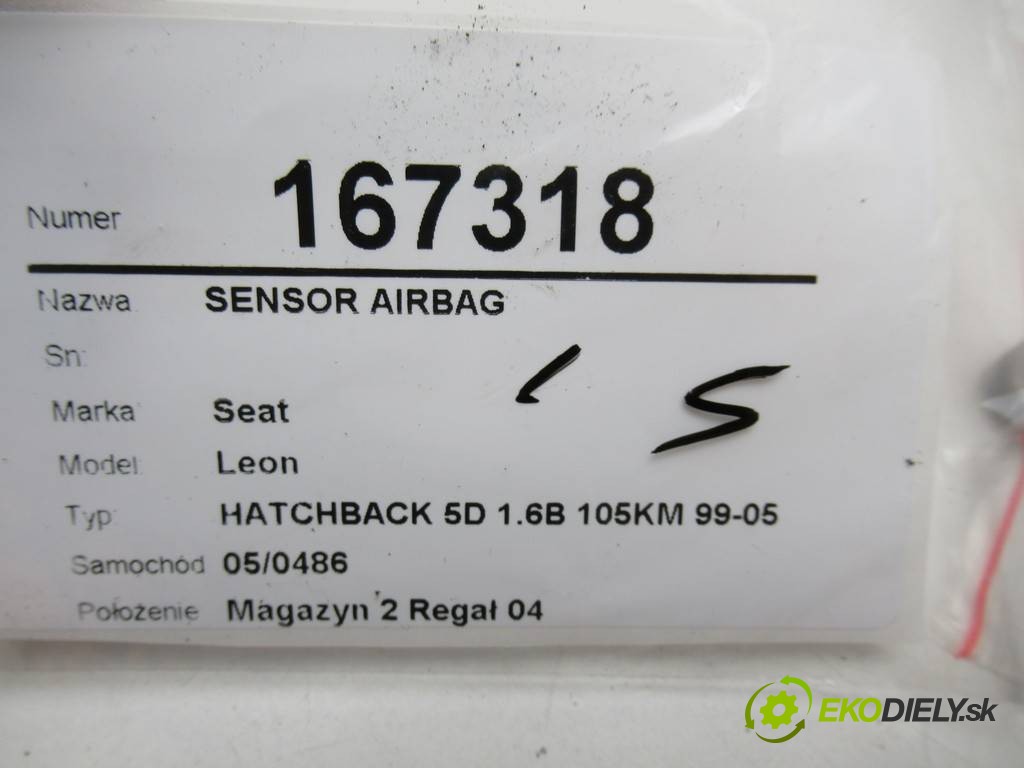 Numer 167318
Nazwa SENSOR AIRBAG
Sn:
Marka Seat
Model: Leon
Typ: HATCHBACK 5D 1.6B 105KM 99-05
Samochód 05/0486
Położenie Magazyn 2 Regał 04
EKODIELY.sk